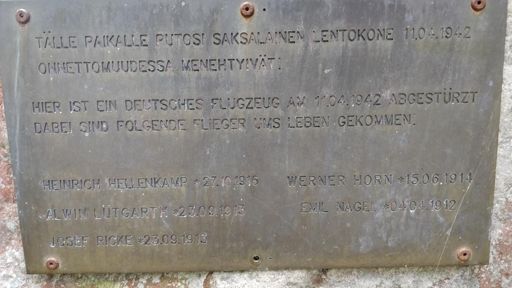 TÄLLE PAIKALLE PUTOSI SAKSALAINEN LENTOKONE 11.04.1942
ONNETTOMUUDESSA MENEHTYIVÄT:
HIER IST EIN DEUTSCHES FLUGZEUG AM 11.04.1942 ABGESTÜRZT
DABEI SIND FOLGENDE FLIEGER UMS LEBEN GEKOMMEN.
HEINRICH HELLENKAMP *27.10.1915 WERNER HORN *15.06.1914
ALWIN LÜTGARTH *23.09.1913 EMIL NAGEL *04.04.1912
JOSEF RICKE *23.09.1913